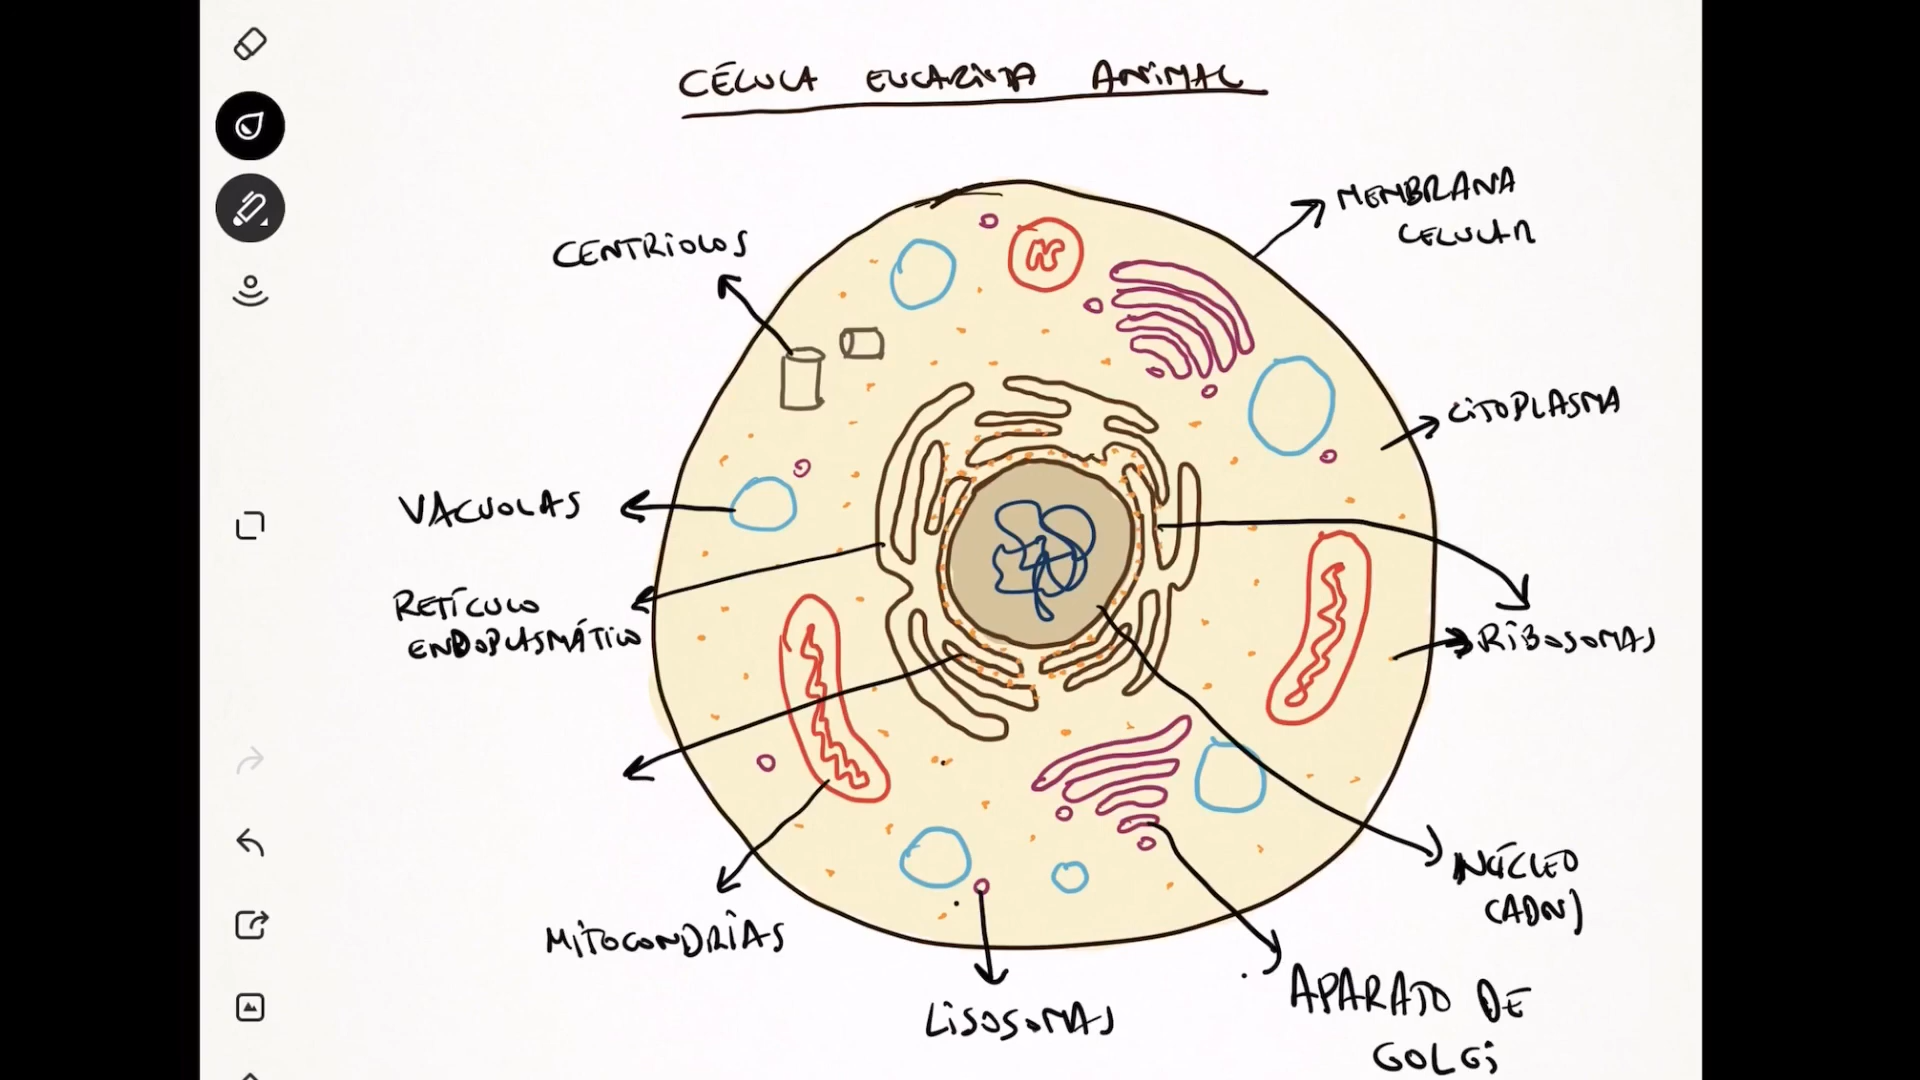 CÉLULA EUCARIOTA ANIMAL
MEMBRANA
CELULAR
CENTRIOLOS
CITOPLASMA
VACUOLAS
RETÍCULO
ENDOPLASMÁTICO
RIBOSOMAS
NÚCLEO
(ADN)
MITOCONDRIAS
LISOSOMAS
APARATO DE
GOLGI